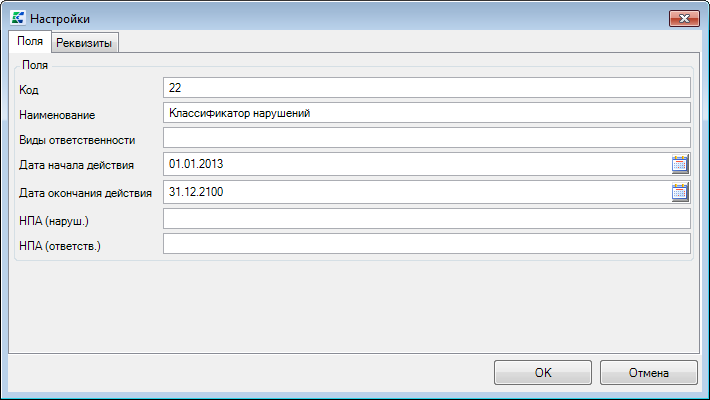 Настройки
Поля Реквизиты
Поля
Код 22
Наименование Классификатор нарушений
Виды ответственности
Дата начала действия 01.01.2013
Дата окончания действия 31.12.2100
НПА (наруш.)
НПА (ответств.)
OK Отмена